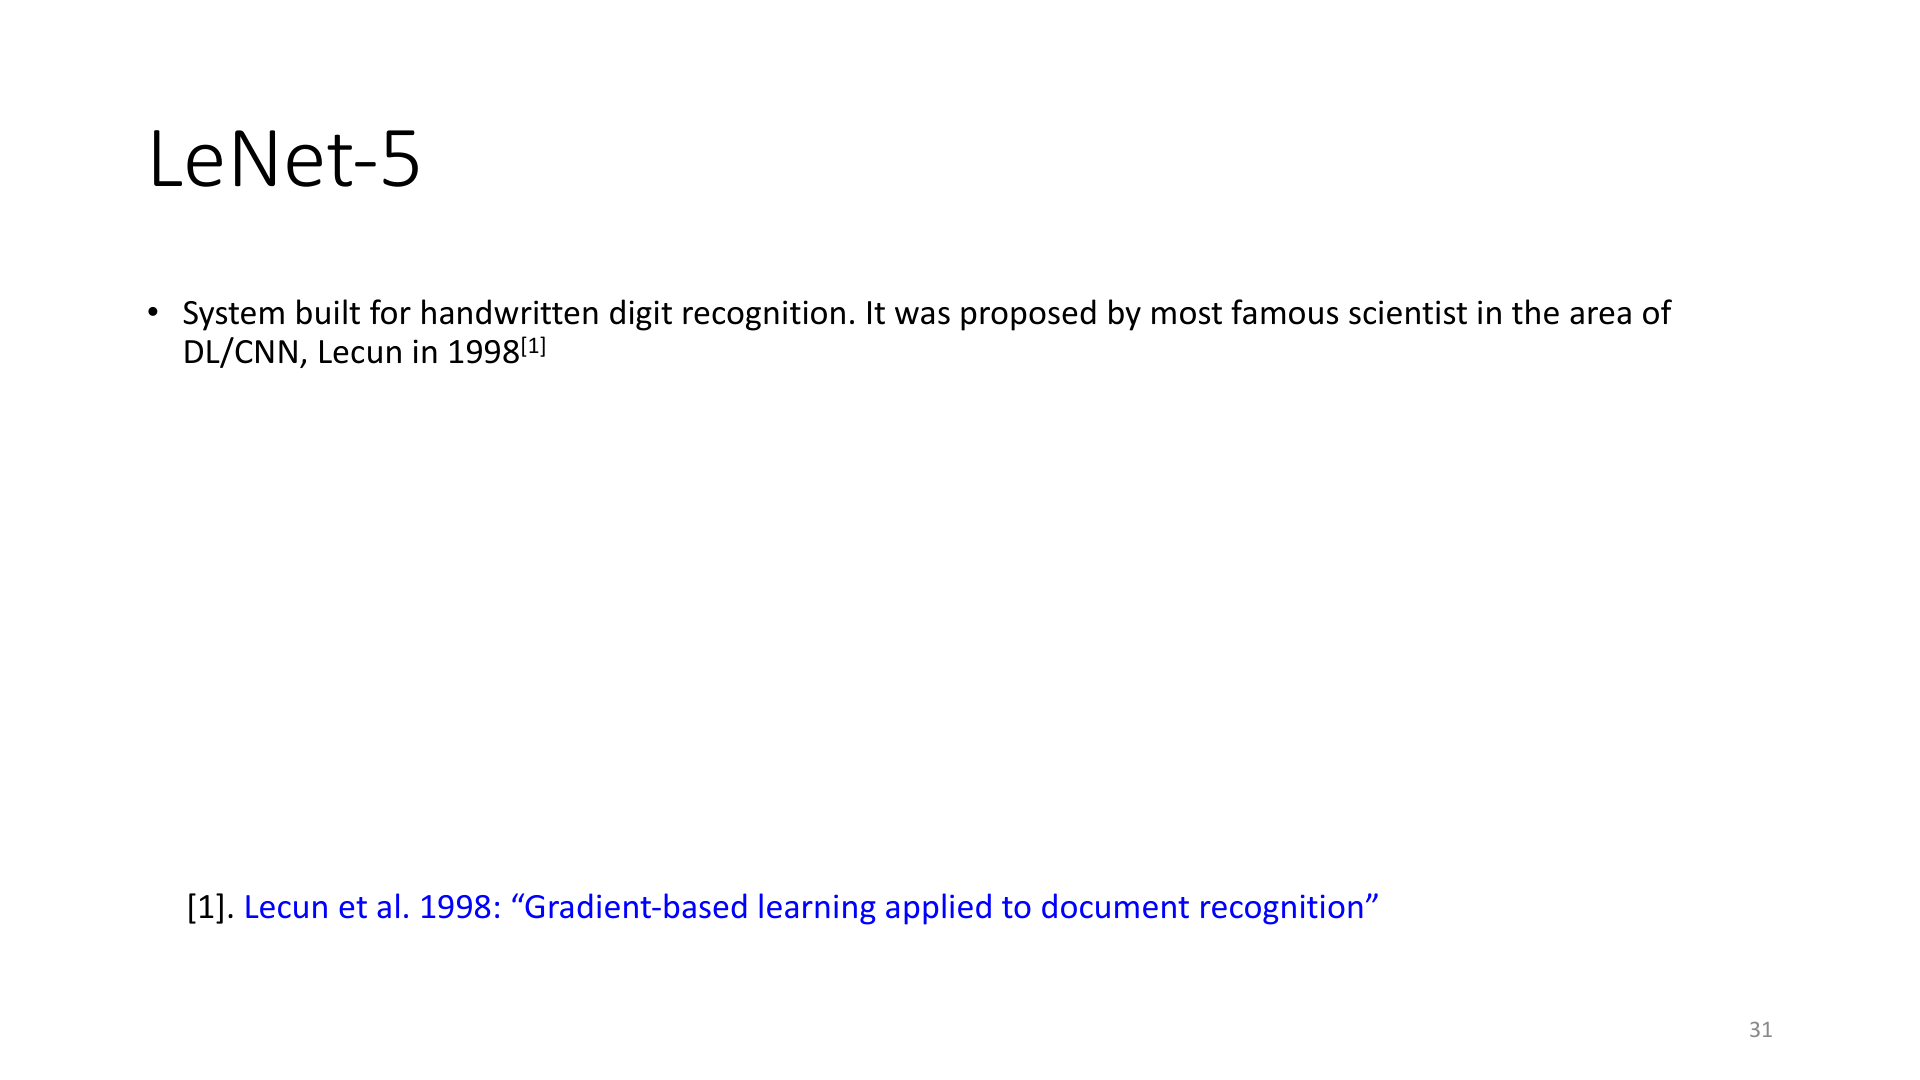 LeNet-5
• System built for handwritten digit recognition. It was proposed by most famous scientist in the area of
DL/CNN, Lecun in 1998[1]
[1]. Lecun et al. 1998: “Gradient-based learning applied to document recognition”
31